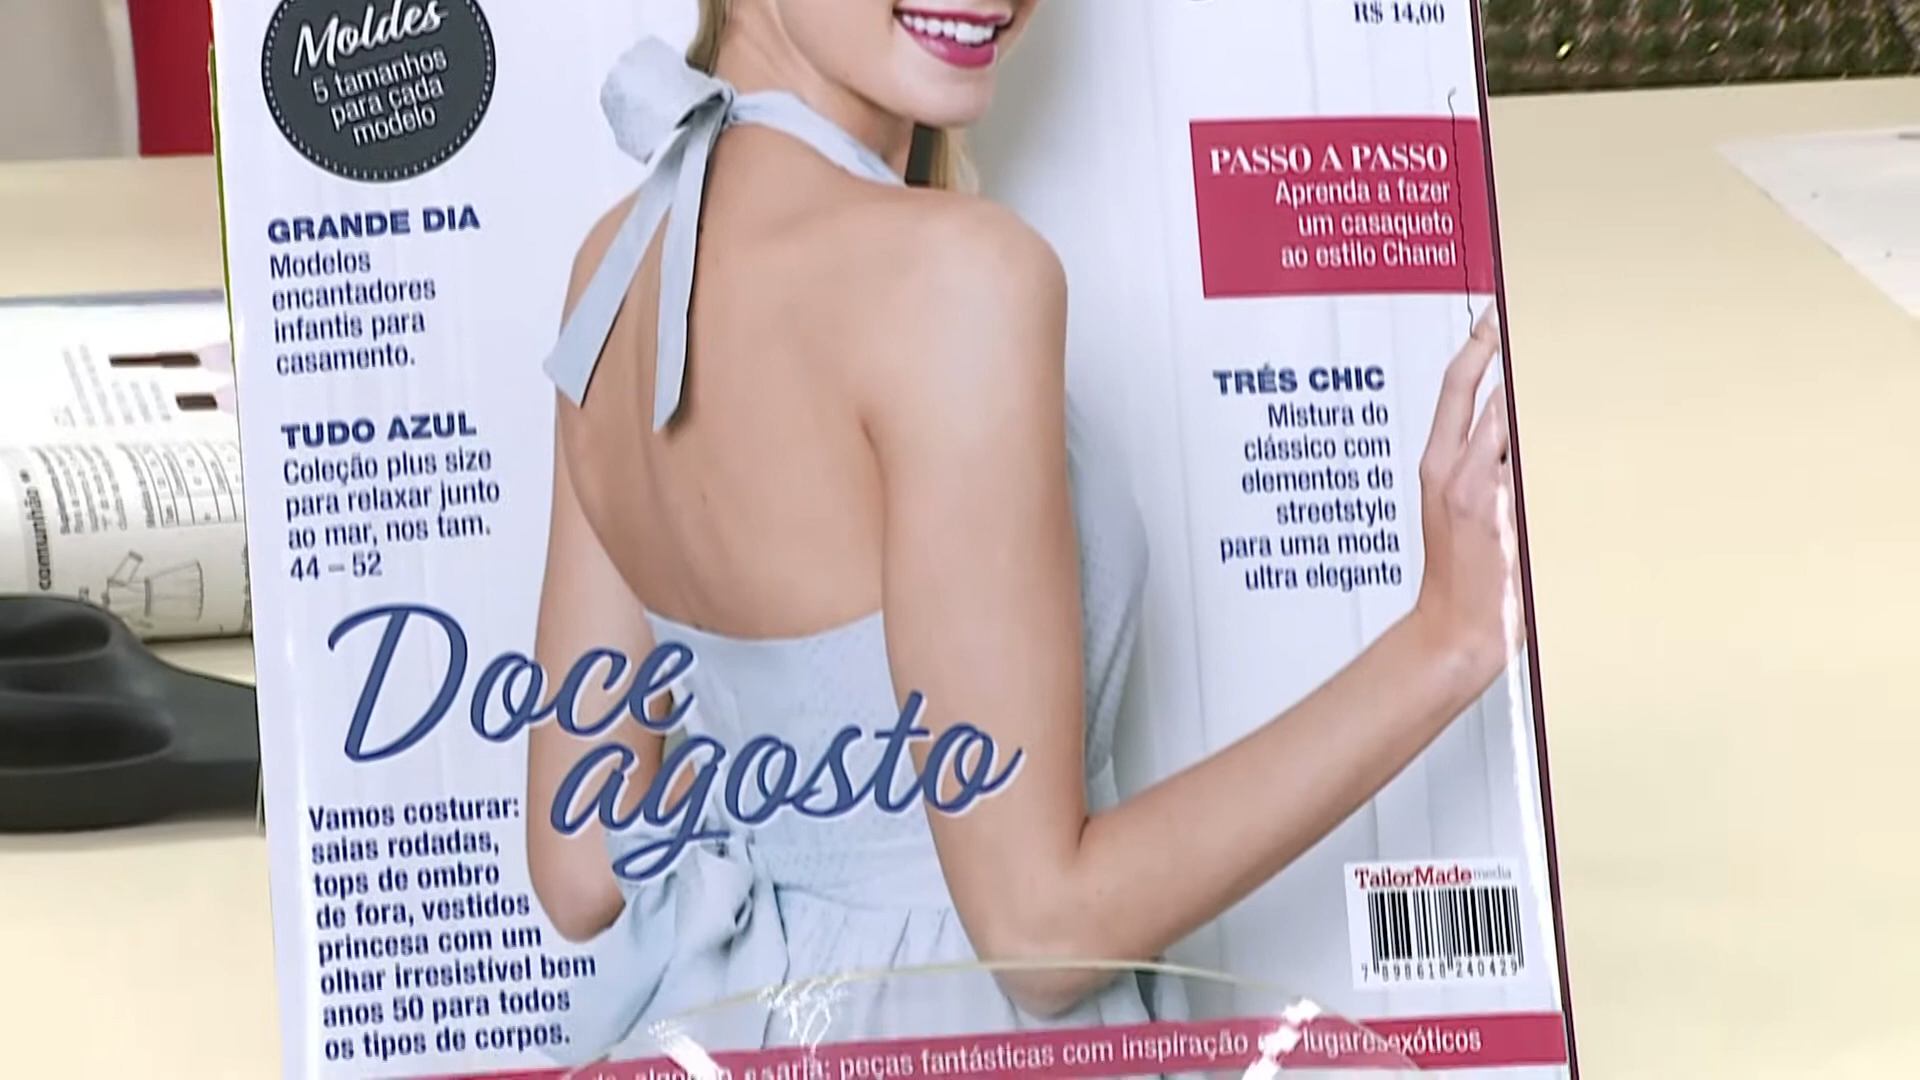 Moldes
5 tamanhos
para cada
modelo
R$ 14,00
GRANDE DIA
Modelos
encantadores
infantis para
casamento.
TUDO AZUL
Coleção plus size
para relaxar junto
ao mar, nos tam.
44 – 52
PASSO A PASSO
Aprenda a fazer
um casaqueto
ao estilo Chanel
TRÉS CHIC
Mistura do
clássico com
elementos de
streetstyle
para uma moda
ultra elegante
Doce
agosto
Vamos costurar:
saias rodadas,
tops de ombro
de fora, vestidos
princesa com um
olhar irresistível bem
anos 50 para todos
os tipos de corpos.
TailorMade media
7 898618 240429
peças fantásticas com inspiração lugares exóticos
comunhão